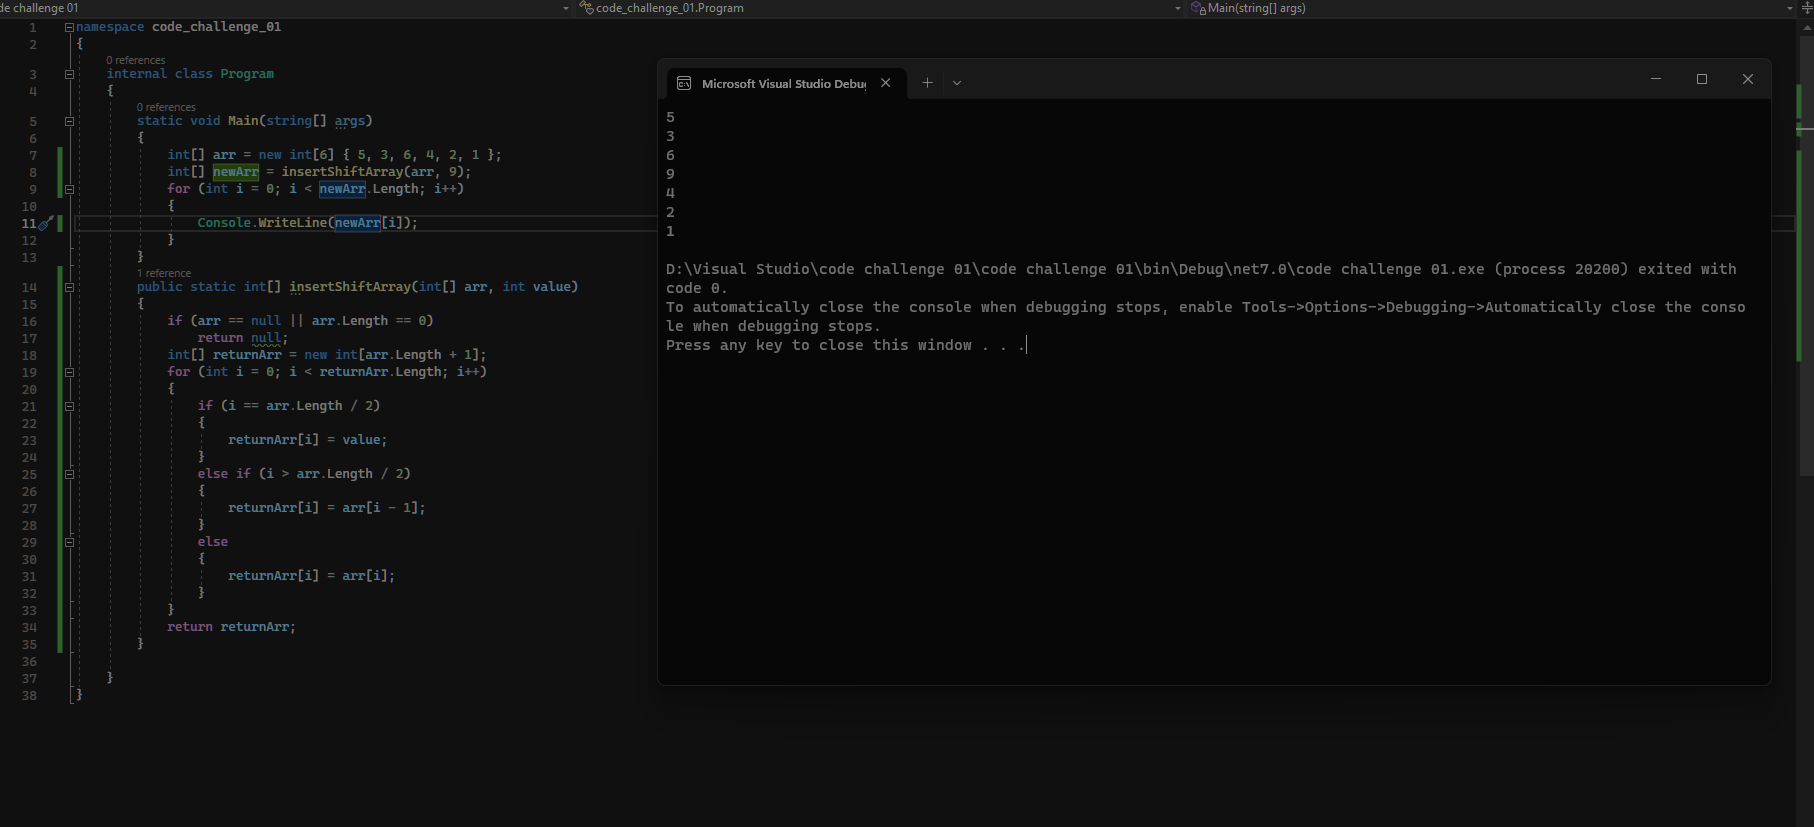 de challenge 01
code_challenge_01.Program
Main(string[] args)
1 namespace code_challenge_01
2 {
0 references
3 internal class Program
4 {
0 references
5 static void Main(string[] args)
6 {
7 int[] arr = new int[6] { 5, 3, 6, 4, 2, 1 };
8 int[] newArr = insertShiftArray(arr, 9);
9 for (int i = 0; i < newArr.Length; i++)
10 {
11 Console.WriteLine(newArr[i]);
12 }
13 }
1 reference
14 public static int[] insertShiftArray(int[] arr, int value)
15 {
16 if (arr == null || arr.Length == 0)
17 return null;
18 int[] returnArr = new int[arr.Length + 1];
19 for (int i = 0; i < returnArr.Length; i++)
20 {
21 if (i == arr.Length / 2)
22 {
23 returnArr[i] = value;
24 }
25 else if (i > arr.Length / 2)
26 {
27 returnArr[i] = arr[i - 1];
28 }
29 else
30 {
31 returnArr[i] = arr[i];
32 }
33 }
34 return returnArr;
35 }
36
37 }
38 }
Microsoft Visual Studio Debug
5
3
6
9
4
2
1
D:\Visual Studio\code challenge 01\code challenge 01\bin\Debug\net7.0\code challenge 01.exe (process 20200) exited with
code 0.
To automatically close the console when debugging stops, enable Tools->Options->Debugging->Automatically close the conso
le when debugging stops.
Press any key to close this window . . .